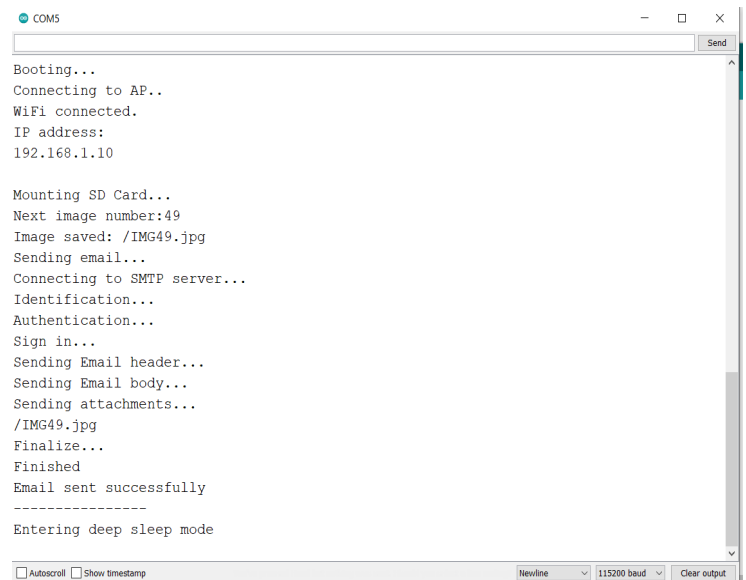 COM5
Send
Booting...
Connecting to AP..
WiFi connected.
IP address:
192.168.1.10
Mounting SD Card...
Next image number:49
Image saved: /IMG49.jpg
Sending email...
Connecting to SMTP server...
Identification...
Authentication...
Sign in...
Sending Email header...
Sending Email body...
Sending attachments...
/IMG49.jpg
Finalize...
Finished
Email sent successfully
----------------
Entering deep sleep mode
Autoscroll Show timestamp Newline 115200 baud Clear output